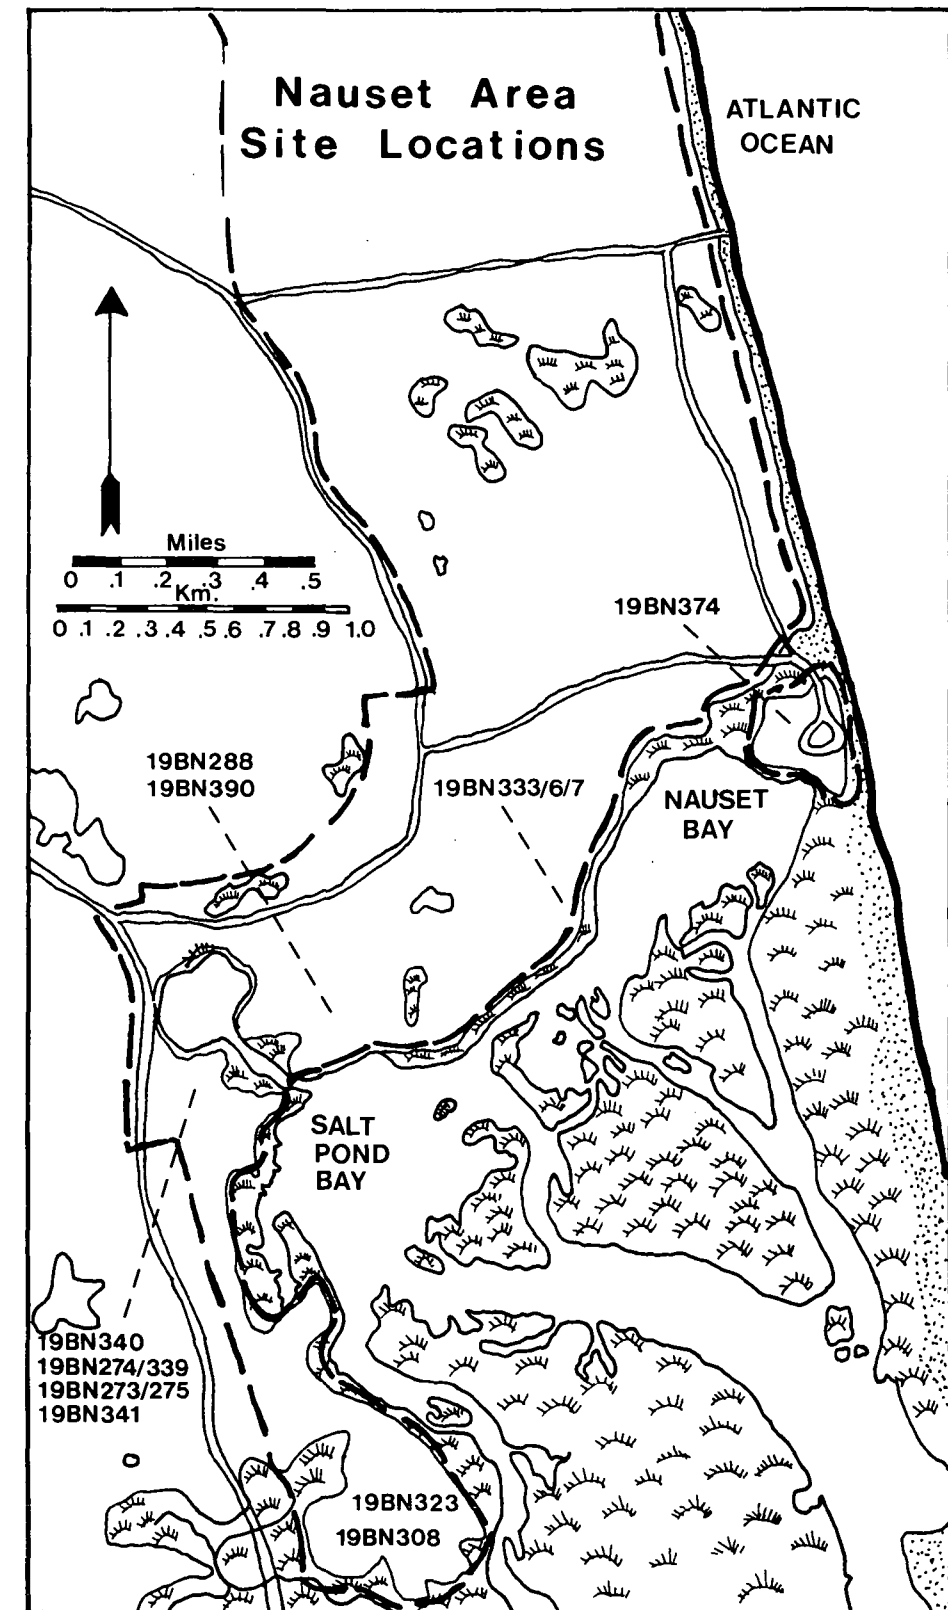 Nauset Area
Site Locations
ATLANTIC
OCEAN
Miles
0 .1 .2 .3 .4 .5
Km.
0 .1 .2 .3 .4 .5 .6 .7 .8 .9 1.0
19BN374
19BN288
19BN390
19BN333/6/7
NAUSET
BAY
SALT
POND
BAY
19BN340
19BN274/339
19BN273/275
19BN341
19BN323
19BN308